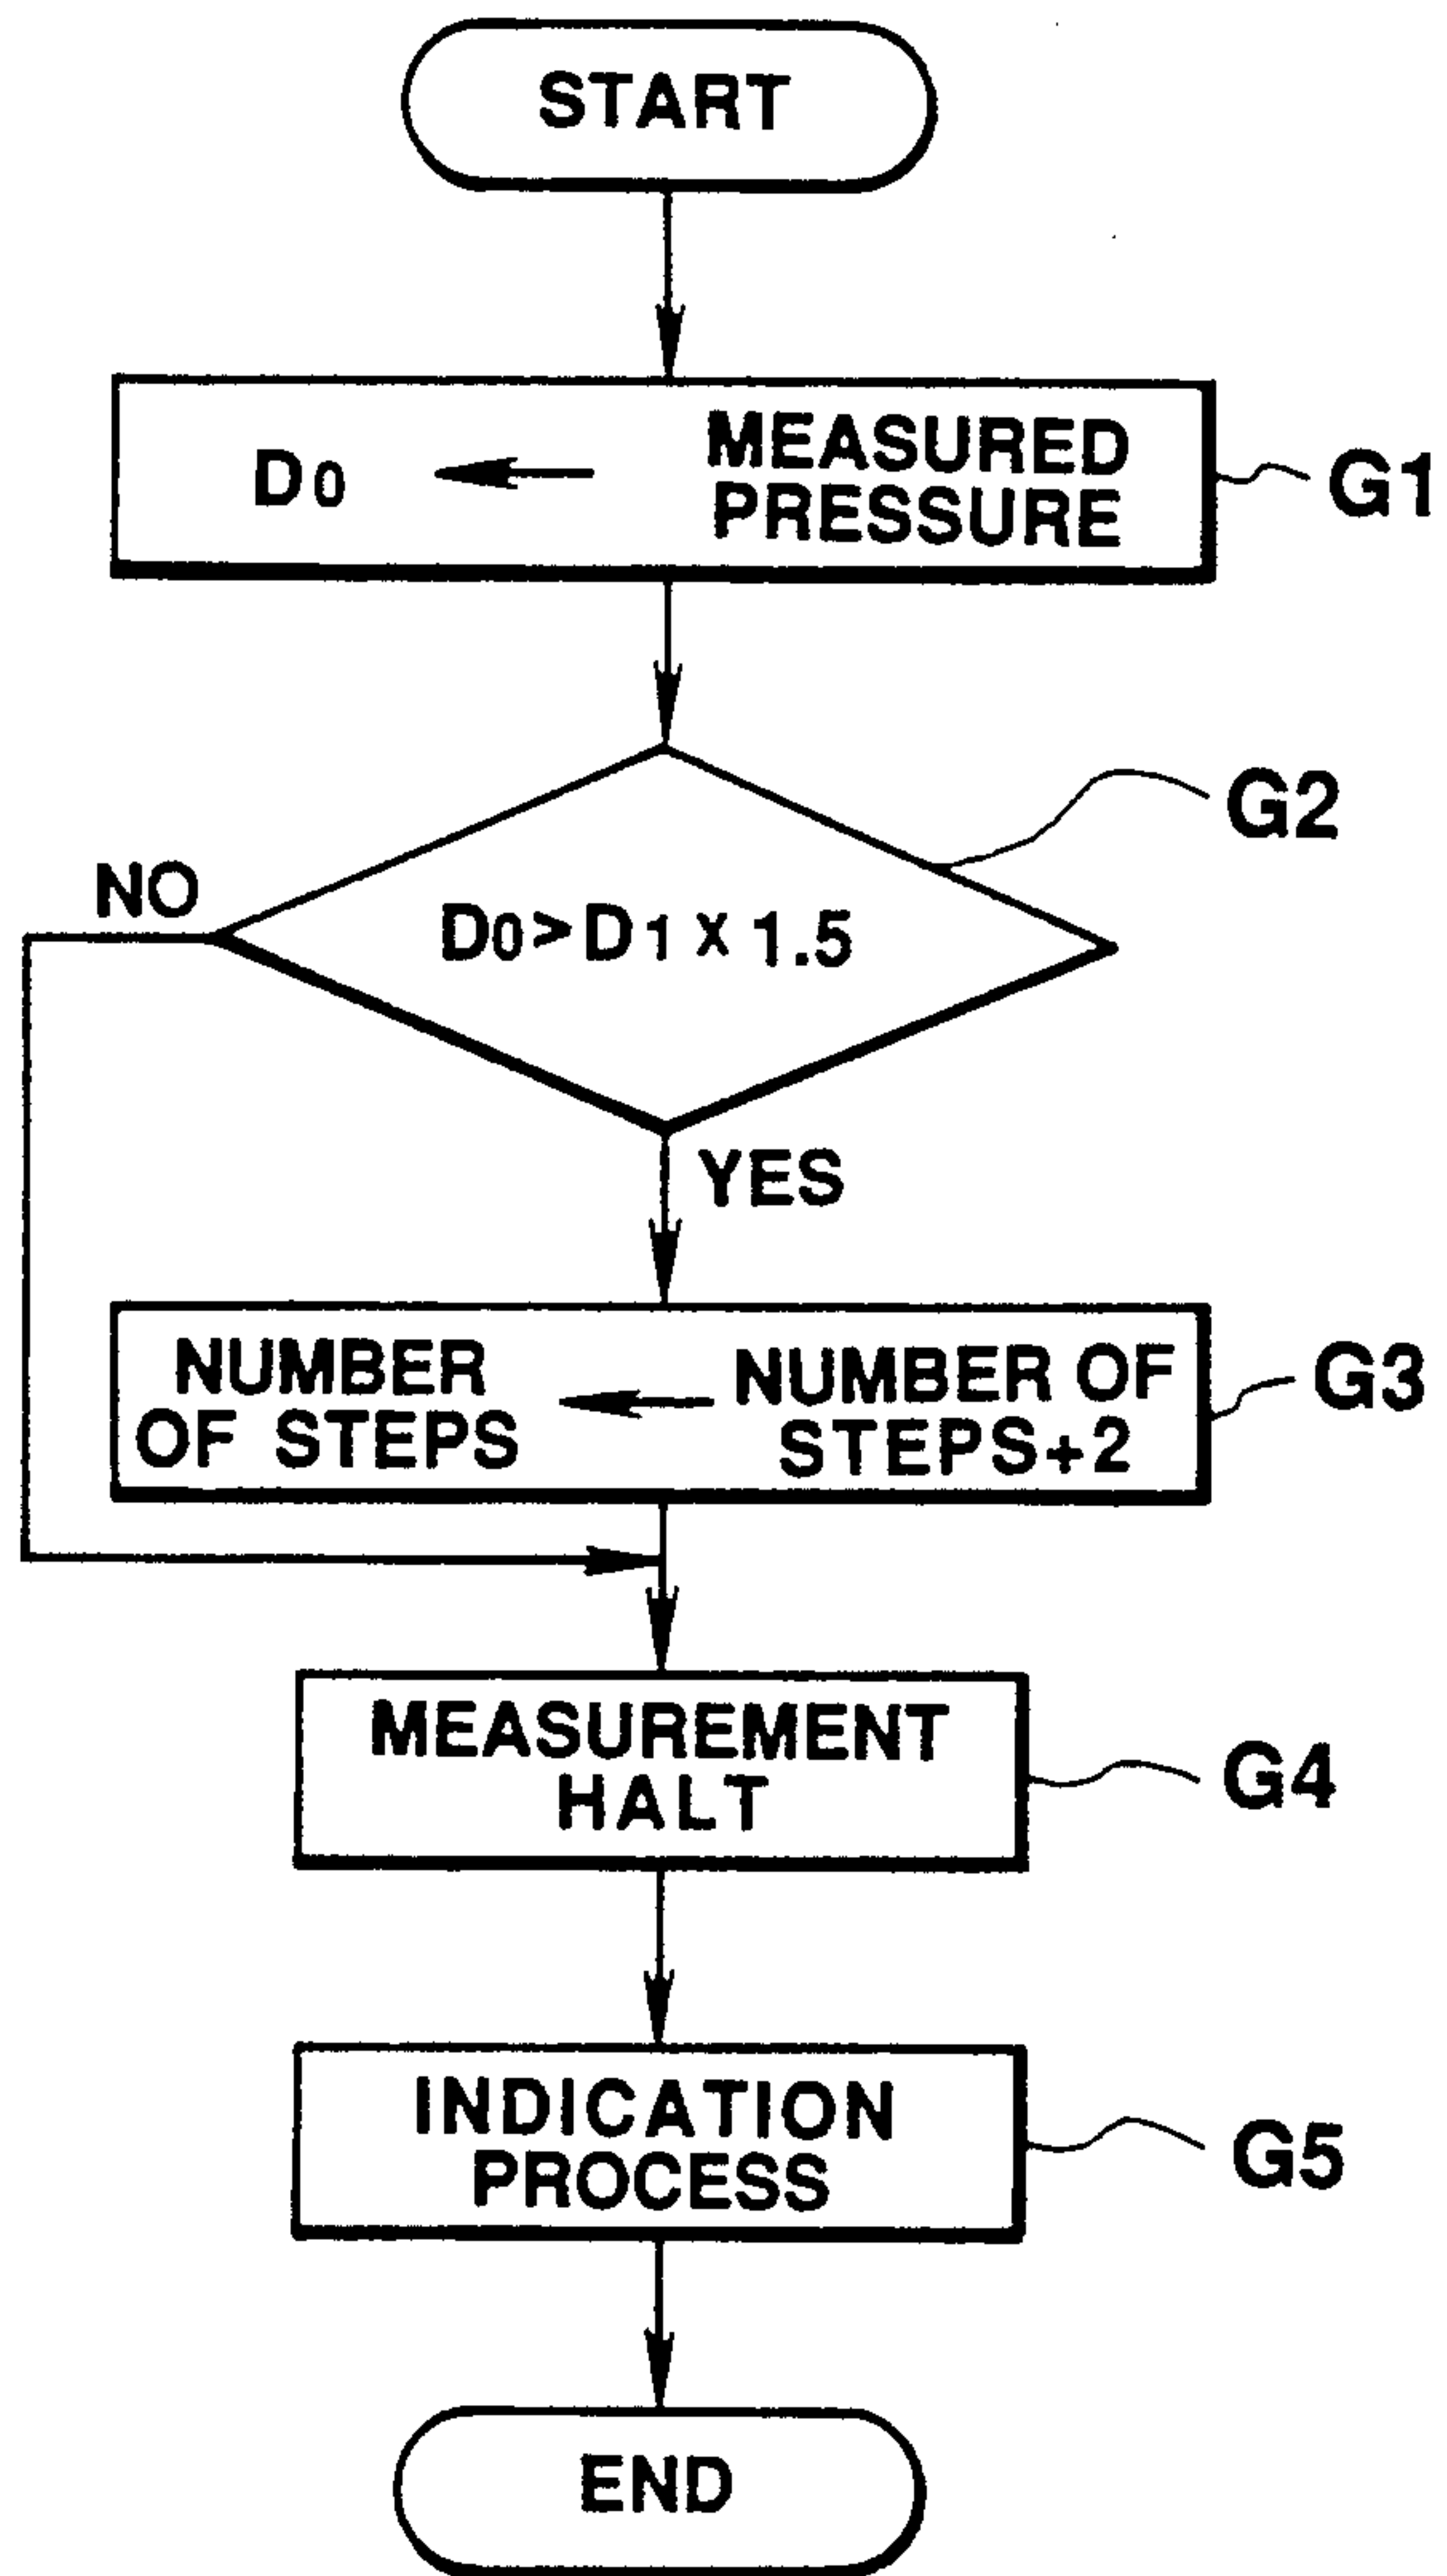 START
D0 ← MEASURED
PRESSURE
G1
G2
NO
D0>D1 x 1.5
YES
NUMBER
OF STEPS
←
NUMBER OF
STEPS+2
G3
MEASUREMENT
HALT
G4
INDICATION
PROCESS
G5
END